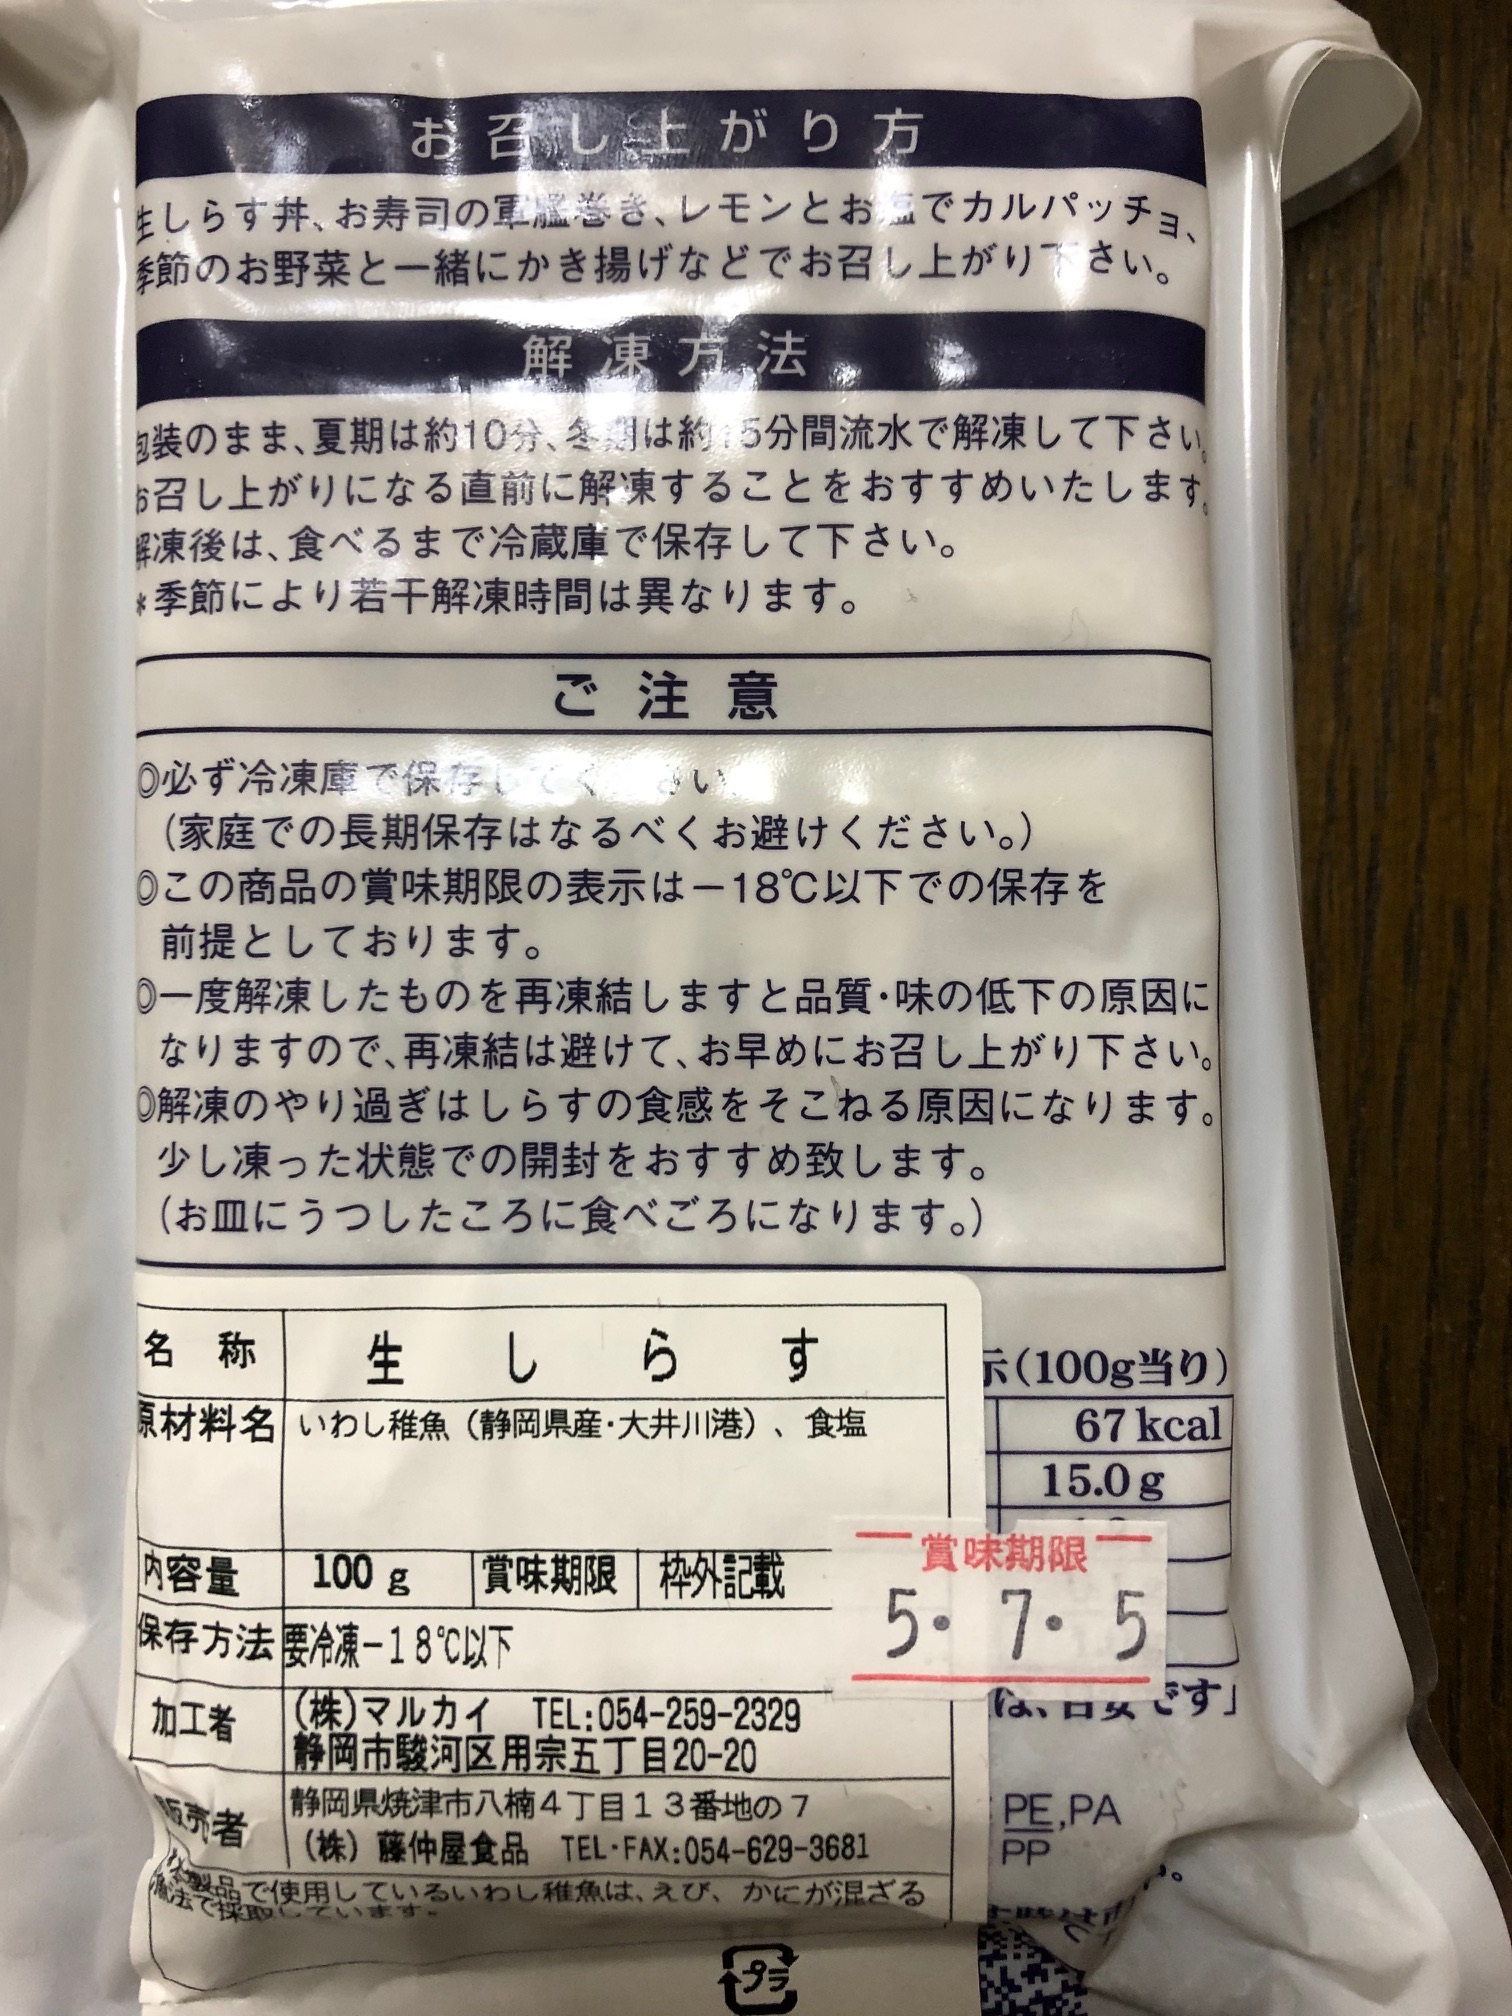 お召し上がり方
生しらす丼、お寿司の軍艦巻き、レモンとお塩でカルパッチョ、
季節のお野菜と一緒にかき揚げなどでお召し上がり下さい。
解凍方法
包装のまま、夏期は約10分、冬期は約15分間流水で解凍して下さい。
お召し上がりになる直前に解凍することをおすすめいたします。
解凍後は、食べるまで冷蔵庫で保存して下さい。
*季節により若干解凍時間は異なります。
ご注意
◎必ず冷凍庫で保存してください
(家庭での長期保存はなるべくお避けください。)
◎この商品の賞味期限の表示は−18℃以下での保存を
前提としております。
◎一度解凍したものを再凍結しますと品質・味の低下の原因に
なりますので、再凍結は避けて、お早めにお召し上がり下さい。
◎解凍のやり過ぎはしらすの食感をそこねる原因になります。
少し凍った状態での開封をおすすめ致します。
(お皿にうつしたころに食べごろになります。)
名称 生しらす
原材料名 いわし稚魚(静岡県産・大井川港)、食塩
内容量 100g 賞味期限 枠外記載
保存方法 要冷凍−18℃以下
加工者 (株)マルカイ TEL:054-259-2329
静岡市駿河区用宗五丁目20-20
販売者 静岡県焼津市八楠4丁目13番地の7
(株)藤仲屋食品 TEL・FAX:054-629-3681
本製品で使用しているいわし稚魚は、えび、かにが混ざる
漁法で採取しています。
示(100g当り)
67 kcal
15.0 g
賞味期限
5・7・5
は、目安です」
PE,PA
PP
プラ